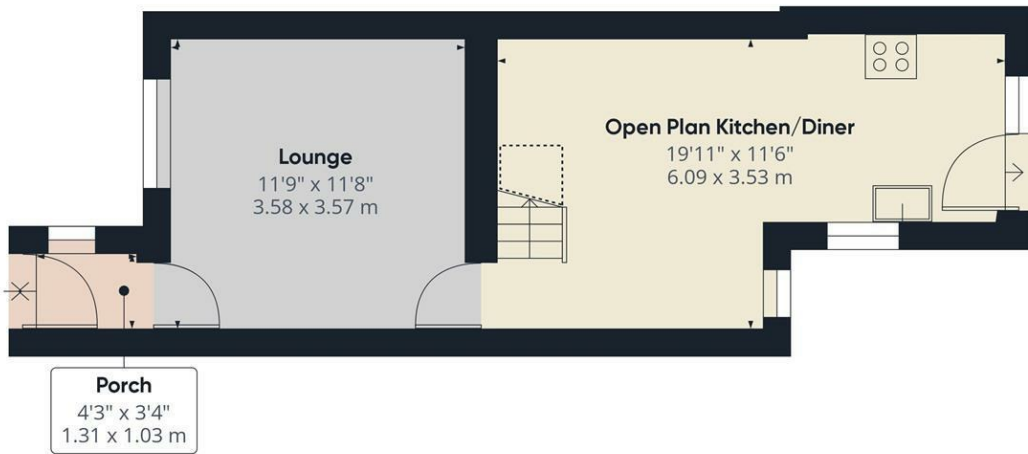 Lounge
11'9" x 11'8"
3.58 x 3.57 m
Open Plan Kitchen/Diner
19'11" x 11'6"
6.09 x 3.53 m
Porch
4'3" x 3'4"
1.31 x 1.03 m